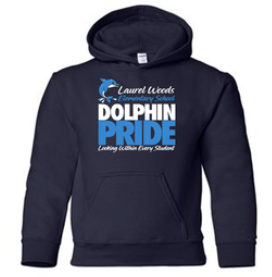 Laurel Woods
Elementary School
DOLPHIN
PRIDE
Looking Within Every Student